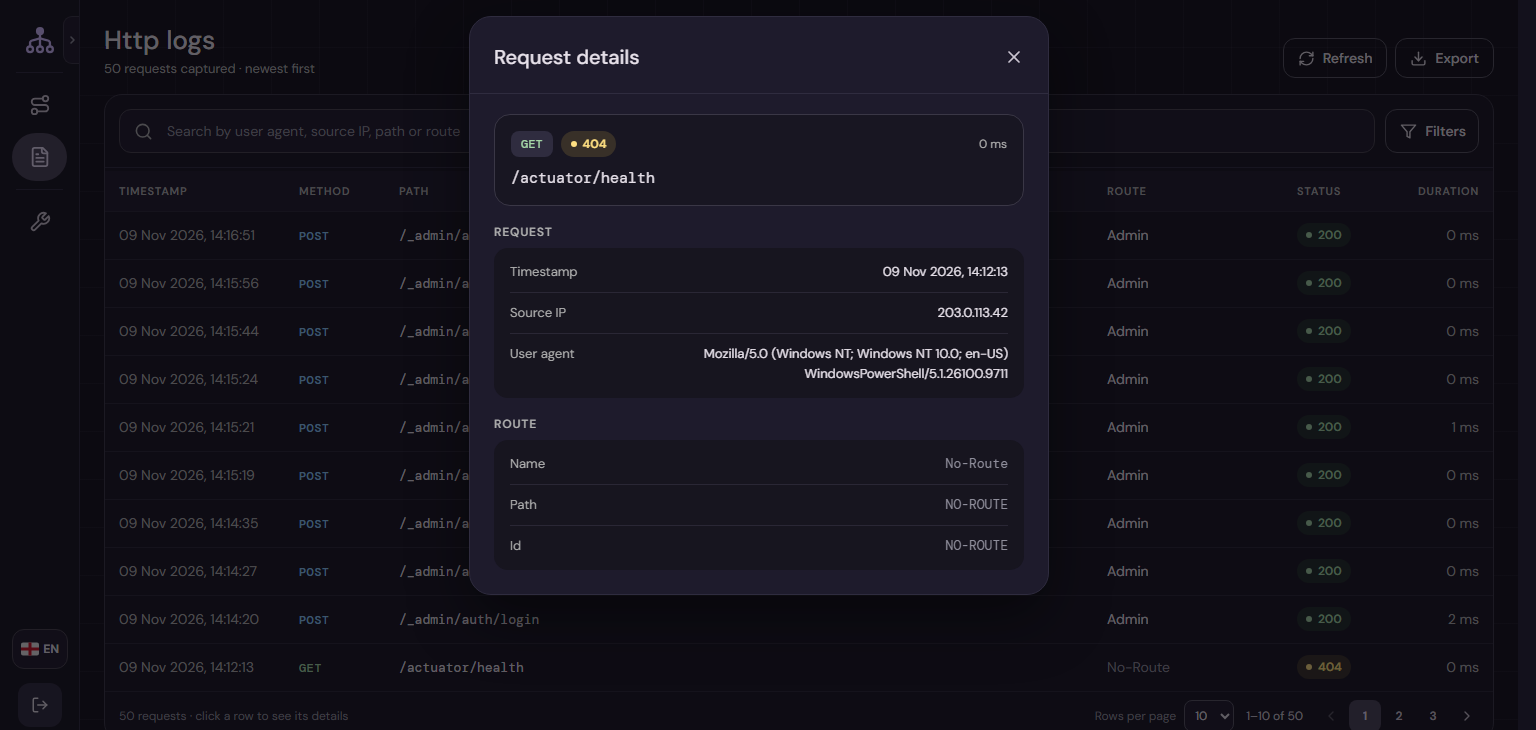 Http logs
50 requests captured · newest first
Refresh
Export
Search by user agent, source IP, path or route
Filters
TIMESTAMP METHOD PATH ROUTE STATUS DURATION
09 Nov 2026, 14:16:51 POST /_admin/a Admin 200 0 ms
09 Nov 2026, 14:15:56 POST /_admin/a Admin 200 0 ms
09 Nov 2026, 14:15:44 POST /_admin/a Admin 200 0 ms
09 Nov 2026, 14:15:24 POST /_admin/a Admin 200 0 ms
09 Nov 2026, 14:15:21 POST /_admin/a Admin 200 1 ms
09 Nov 2026, 14:15:19 POST /_admin/a Admin 200 0 ms
09 Nov 2026, 14:14:35 POST /_admin/a Admin 200 0 ms
09 Nov 2026, 14:14:27 POST /_admin/a Admin 200 0 ms
09 Nov 2026, 14:14:20 POST /_admin/auth/login Admin 200 2 ms
09 Nov 2026, 14:12:13 GET /actuator/health No-Route 404 0 ms
50 requests · click a row to see its details
Rows per page 10 1–10 of 50 1 2 3
EN
Request details
GET 404 0 ms
/actuator/health
REQUEST
Timestamp 09 Nov 2026, 14:12:13
Source IP 203.0.113.42
User agent Mozilla/5.0 (Windows NT; Windows NT 10.0; en-US)
WindowsPowerShell/5.1.26100.9711
ROUTE
Name No-Route
Path NO-ROUTE
Id NO-ROUTE